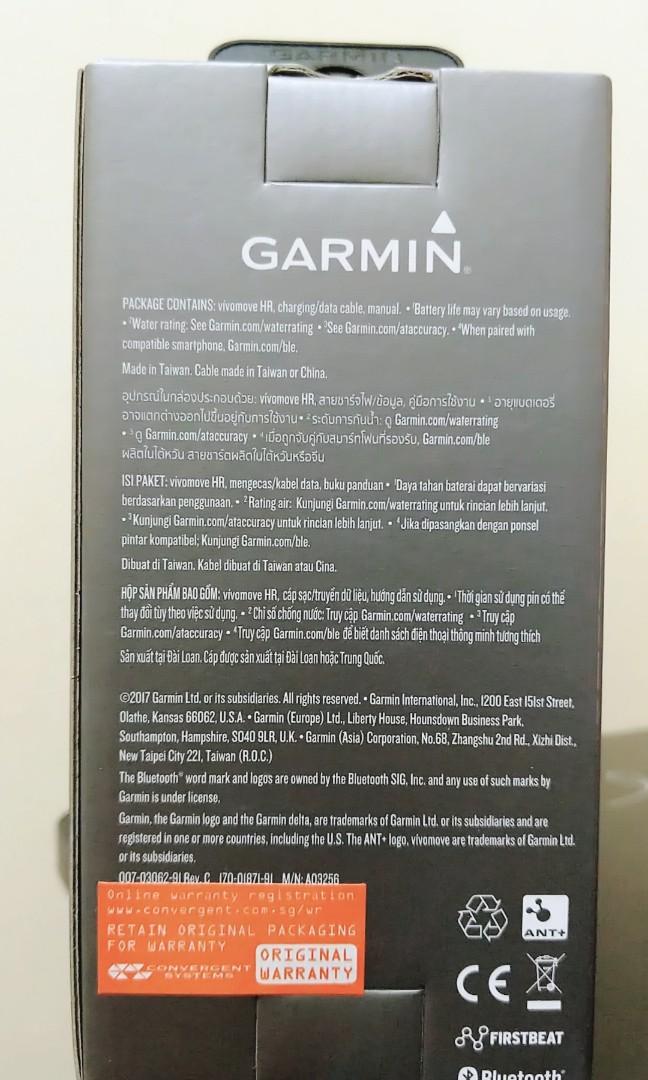 GARMIN®
PACKAGE CONTAINS: vívomove HR, charging/data cable, manual. • ¹Battery life may vary based on usage.
• ²Water rating: See Garmin.com/waterrating • ³See Garmin.com/ataccuracy. • ⁴When paired with
compatible smartphone, Garmin.com/ble.
Made in Taiwan. Cable made in Taiwan or China.
อุปกรณ์ในกล่องประกอบด้วย: vívomove HR, สายชาร์จไฟ/ข้อมูล, คู่มือการใช้งาน • ¹ อายุแบตเตอรี่
อาจแตกต่างออกไปขึ้นอยู่กับการใช้งาน • ² ระดับการกันน้ำ: ดู Garmin.com/waterrating
• ³ ดู Garmin.com/ataccuracy • ⁴ เมื่อถูกจับคู่กับสมาร์ทโฟนที่รองรับ, Garmin.com/ble
ผลิตในไต้หวัน สายชาร์ตผลิตในไต้หวันหรือจีน
ISI PAKET: vívomove HR, mengecas/kabel data, buku panduan • ¹Daya tahan baterai dapat bervariasi
berdasarkan penggunaan. • ²Rating air: Kunjungi Garmin.com/waterrating untuk rincian lebih lanjut.
• ³Kunjungi Garmin.com/ataccuracy untuk rincian lebih lanjut. • ⁴Jika dipasangkan dengan ponsel
pintar kompatibel; Kunjungi Garmin.com/ble.
Dibuat di Taiwan. Kabel dibuat di Taiwan atau Cina.
HỘP SẢN PHẨM BAO GỒM: vívomove HR, cáp sạc/truyền dữ liệu, hướng dẫn sử dụng. • ¹Thời gian sử dụng pin có thể
thay đổi tùy theo việc sử dụng. • ² Chỉ số chống nước: Truy cập Garmin.com/waterrating • ³ Truy cập
Garmin.com/ataccuracy • ⁴Truy cập Garmin.com/ble để biết danh sách điện thoại thông minh tương thích
Sản xuất tại Đài Loan. Cáp được sản xuất tại Đài Loan hoặc Trung Quốc.
©2017 Garmin Ltd. or its subsidiaries. All rights reserved. • Garmin International, Inc., 1200 East 151st Street,
Olathe, Kansas 66062, U.S.A. • Garmin (Europe) Ltd., Liberty House, Hounsdown Business Park,
Southampton, Hampshire, SO40 9LR, U.K. • Garmin (Asia) Corporation, No.68, Zhangshu 2nd Rd., Xizhi Dist.,
New Taipei City 221, Taiwan (R.O.C.)
The Bluetooth® word mark and logos are owned by the Bluetooth SIG, Inc. and any use of such marks by
Garmin is under license.
Garmin, the Garmin logo and the Garmin delta, are trademarks of Garmin Ltd. or its subsidiaries and are
registered in one or more countries, including the U.S. The ANT+ logo, vívomove are trademarks of Garmin Ltd.
or its subsidiaries.
007-03062-91 Rev. C 170-01871-91 M/N: A03256
Online warranty registration
www.convergent.com.sg/wr
RETAIN ORIGINAL PACKAGING
FOR WARRANTY
CONVERGENT
SYSTEMS
ORIGINAL
WARRANTY
ANT+
CE
FIRSTBEAT
Bluetooth®